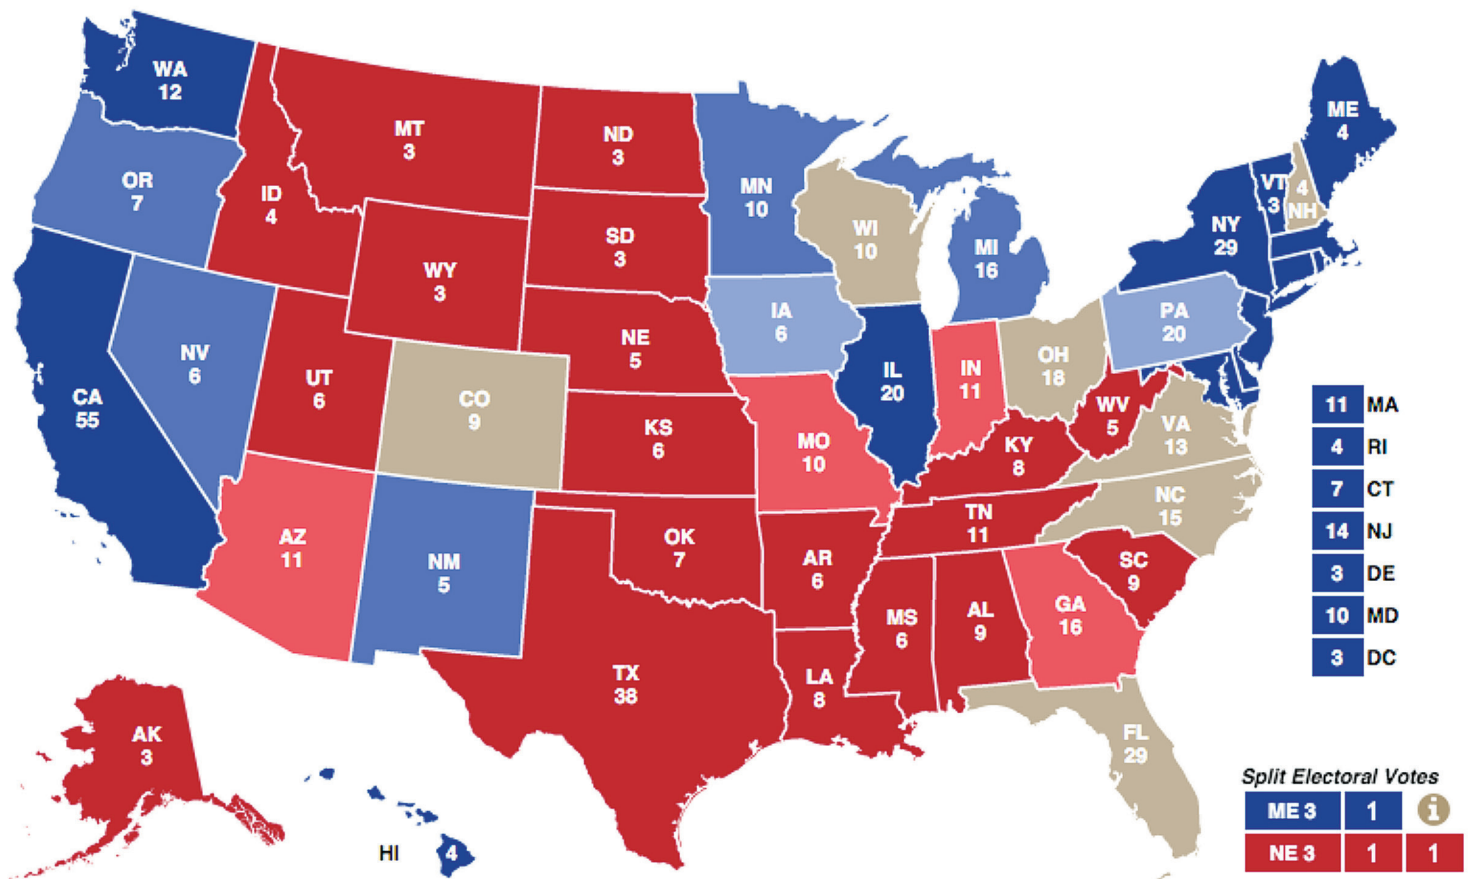 WA
12
OR
7
CA
55
ID
4
NV
6
MT
3
WY
3
UT
6
AZ
11
CO
9
NM
5
ND
3
SD
3
NE
5
KS
6
OK
7
TX
38
MN
10
IA
6
MO
10
AR
6
LA
8
WI
10
IL
20
MI
16
IN
11
OH
18
KY
8
TN
11
MS
6
AL
9
GA
16
FL
29
SC
9
NC
15
VA
13
WV
5
PA
20
NY
29
VT
3
4
NH
ME
4
AK
3
HI
4
11 MA
4 RI
7 CT
14 NJ
3 DE
10 MD
3 DC
Split Electoral Votes
ME 3 1 i
NE 3 1 1